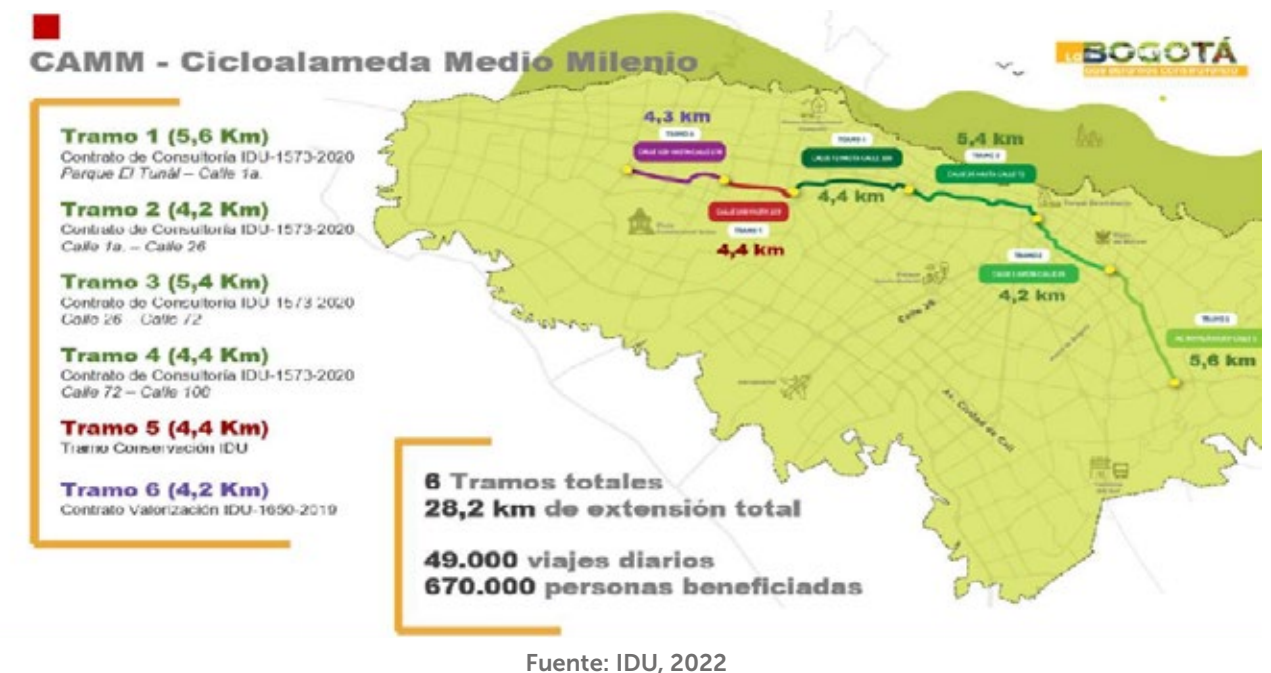 CAMM - Cicloalameda Medio Milenio
BOGOTÁ
Tramo 1 (5,6 Km)
Contrato de Consultoría IDU-1573-2020
Parque El Tunal – Calle 1a.
Tramo 2 (4,2 Km)
Contrato de Consultoría IDU-1573-2020
Calle 1a. – Calle 26
Tramo 3 (5,4 Km)
Contrato de Consultoría IDU-1573-2020
Calle 26 – Calle 72
Tramo 4 (4,4 Km)
Contrato de Consultoría IDU-1573-2020
Calle 72 – Calle 100
Tramo 5 (4,4 Km)
Tramo Conservación IDU
Tramo 6 (4,2 Km)
Contrato Valorización IDU-1650-2019
4,3 km
4,4 km
4,4 km
5,4 km
4,2 km
5,6 km
Calle 26
Av. Ciudad de Cali
6 Tramos totales
28,2 km de extensión total
49.000 viajes diarios
670.000 personas beneficiadas
Fuente: IDU, 2022